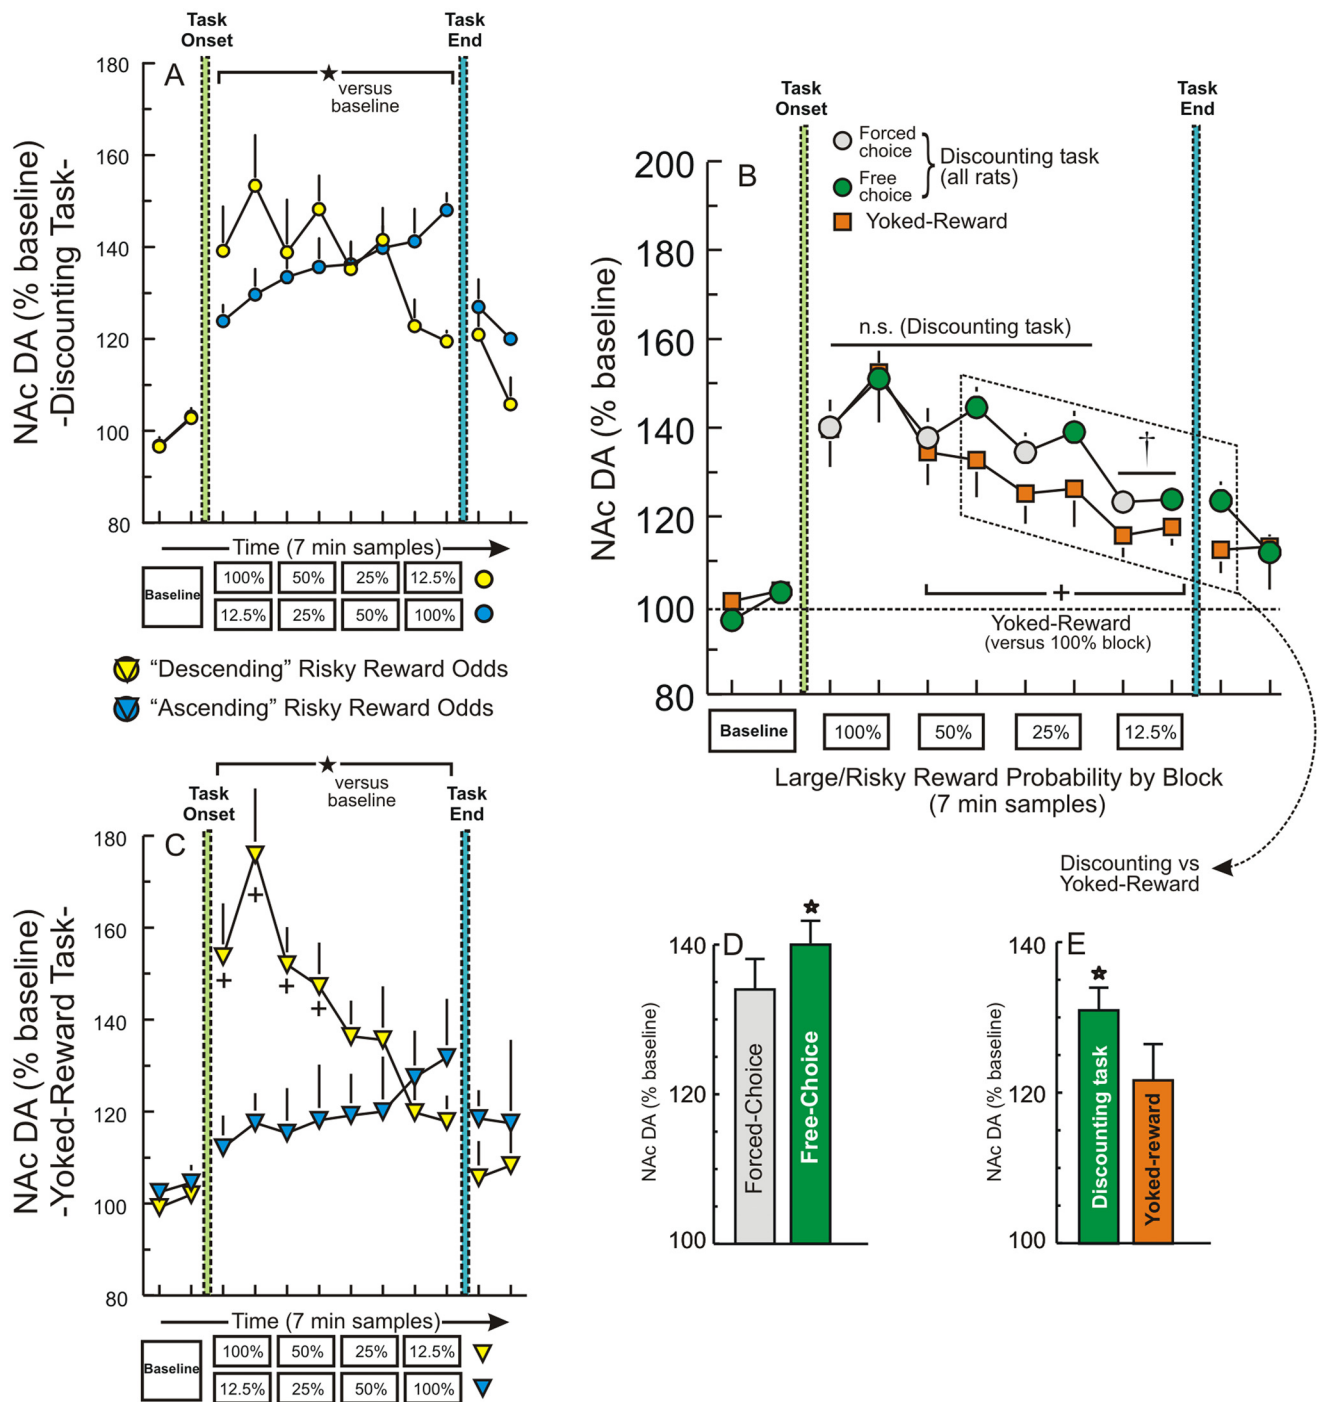 Task
Onset
Task
End
A
★
versus
baseline
180
160
140
120
100
80
NAc DA (% baseline)
-Discounting Task-
Time (7 min samples)
Baseline
100%
50%
25%
12.5%
12.5%
25%
50%
100%
“Descending” Risky Reward Odds
“Ascending” Risky Reward Odds
Task
Onset
Task
End
B
Forced
choice
Free
choice
Discounting task
(all rats)
Yoked-Reward
200
180
160
140
120
100
80
NAc DA (% baseline)
n.s. (Discounting task)
†
+
Yoked-Reward
(versus 100% block)
Baseline
100%
50%
25%
12.5%
Large/Risky Reward Probability by Block
(7 min samples)
Discounting vs
Yoked-Reward
★
versus
baseline
Task
Onset
Task
End
C
180
160
140
120
100
80
NAc DA (% baseline)
-Yoked-Reward Task-
+
+
+
+
Time (7 min samples)
Baseline
100%
50%
25%
12.5%
12.5%
25%
50%
100%
D
140
120
100
NAc DA (% baseline)
Forced-Choice
Free-Choice
☆
E
140
120
100
NAc DA (% baseline)
Discounting task
Yoked-reward
☆